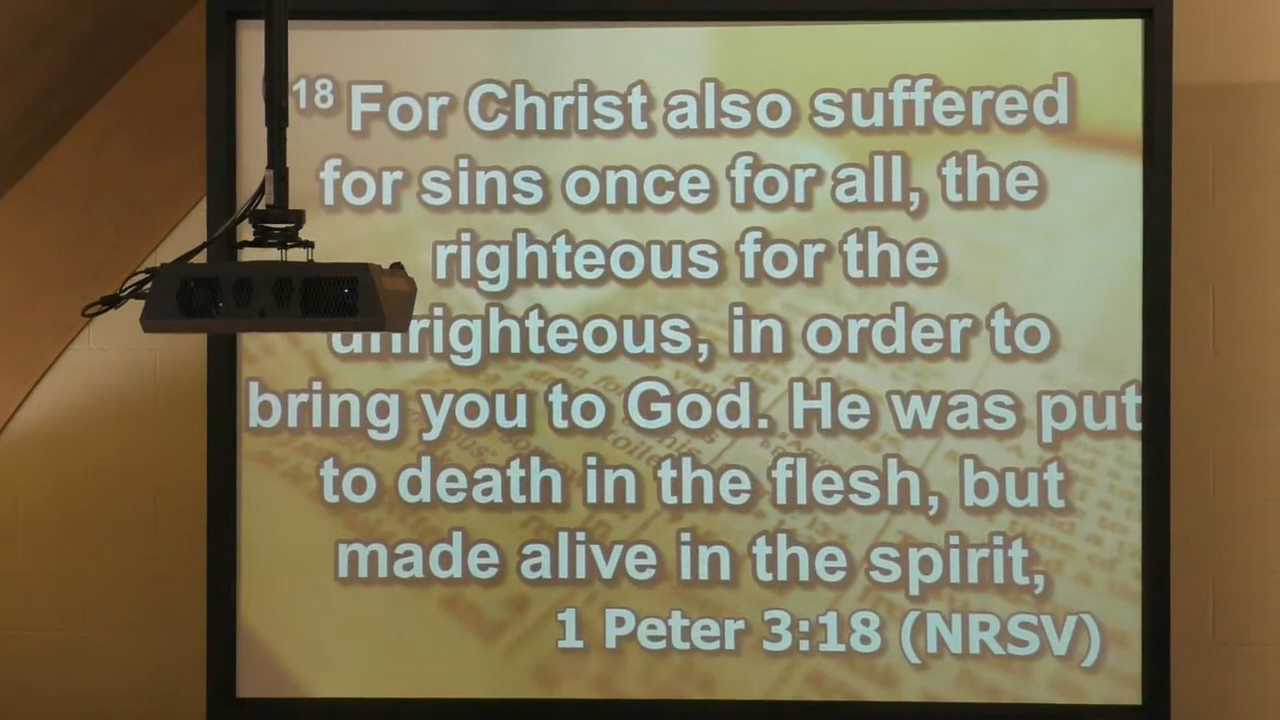 18 For Christ also suffered
for sins once for all, the
righteous for the
unrighteous, in order to
bring you to God. He was put
to death in the flesh, but
made alive in the spirit,
1 Peter 3:18 (NRSV)